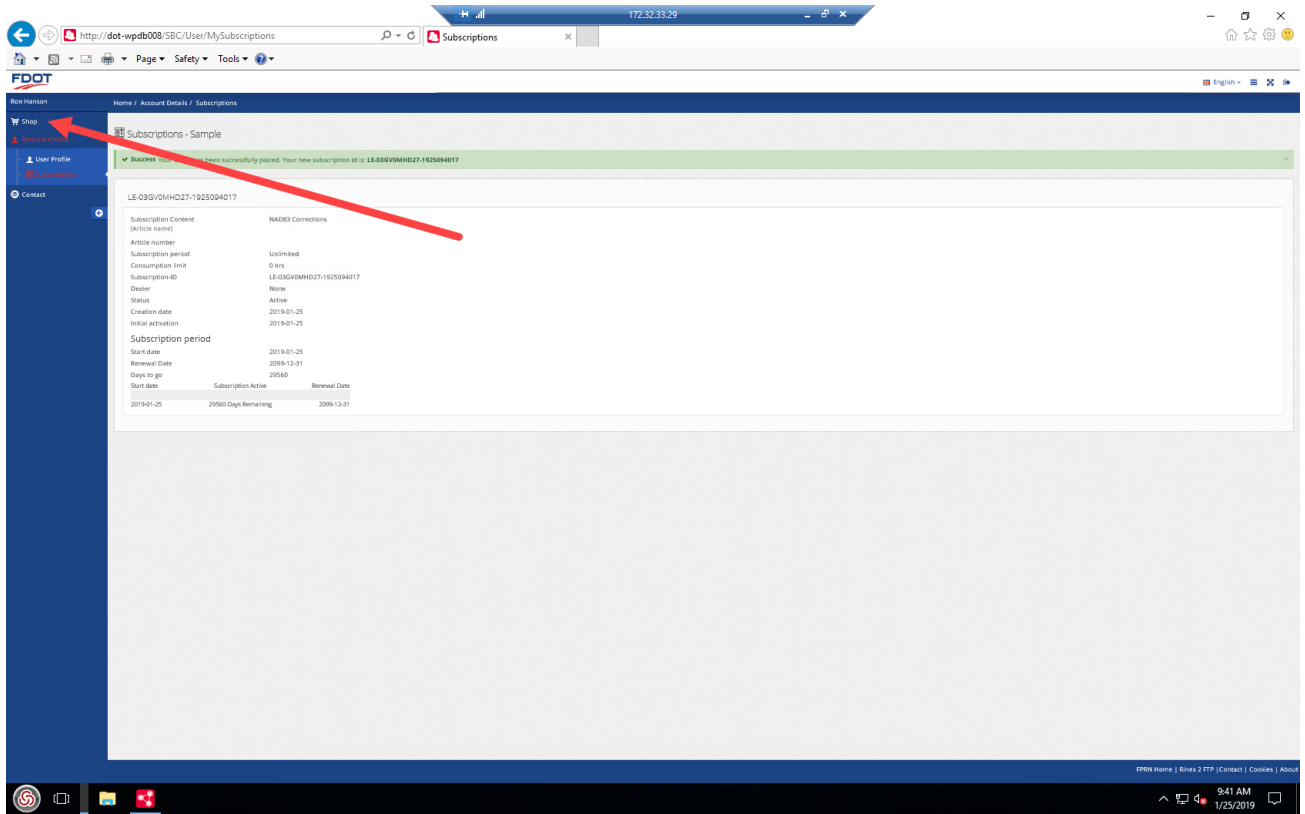 172.32.33.29
http://dot-wpdb008/SBC/User/MySubscriptions
Subscriptions
Page Safety Tools
FDOT
English
Ron Hanson
Home / Account Details / Subscriptions
Shop
Subscriptions - Sample
Account Details
User Profile
Success Your
been successfully placed. Your new subscription id is: LE-03GV0MHD27-1925094017
Subscriptions
Contact
LE-03GV0MHD27-1925094017
Subscription Content NAD83 Corrections
(Article name)
Article number
Subscription period Unlimited
Consumption limit 0 hrs
Subscription-ID LE-03GV0MHD27-1925094017
Dealer None
Status Active
Creation date 2019-01-25
Initial activation 2019-01-25
Subscription period
Start date 2019-01-25
Renewal Date 2099-12-31
Days to go 29560
Start date Subscription Active Renewal Date
2019-01-25 29560 Days Remaining 2099-12-31
FPRN Home | Rinex 2 FTP |Contact | Cookies | About
9:41 AM
1/25/2019